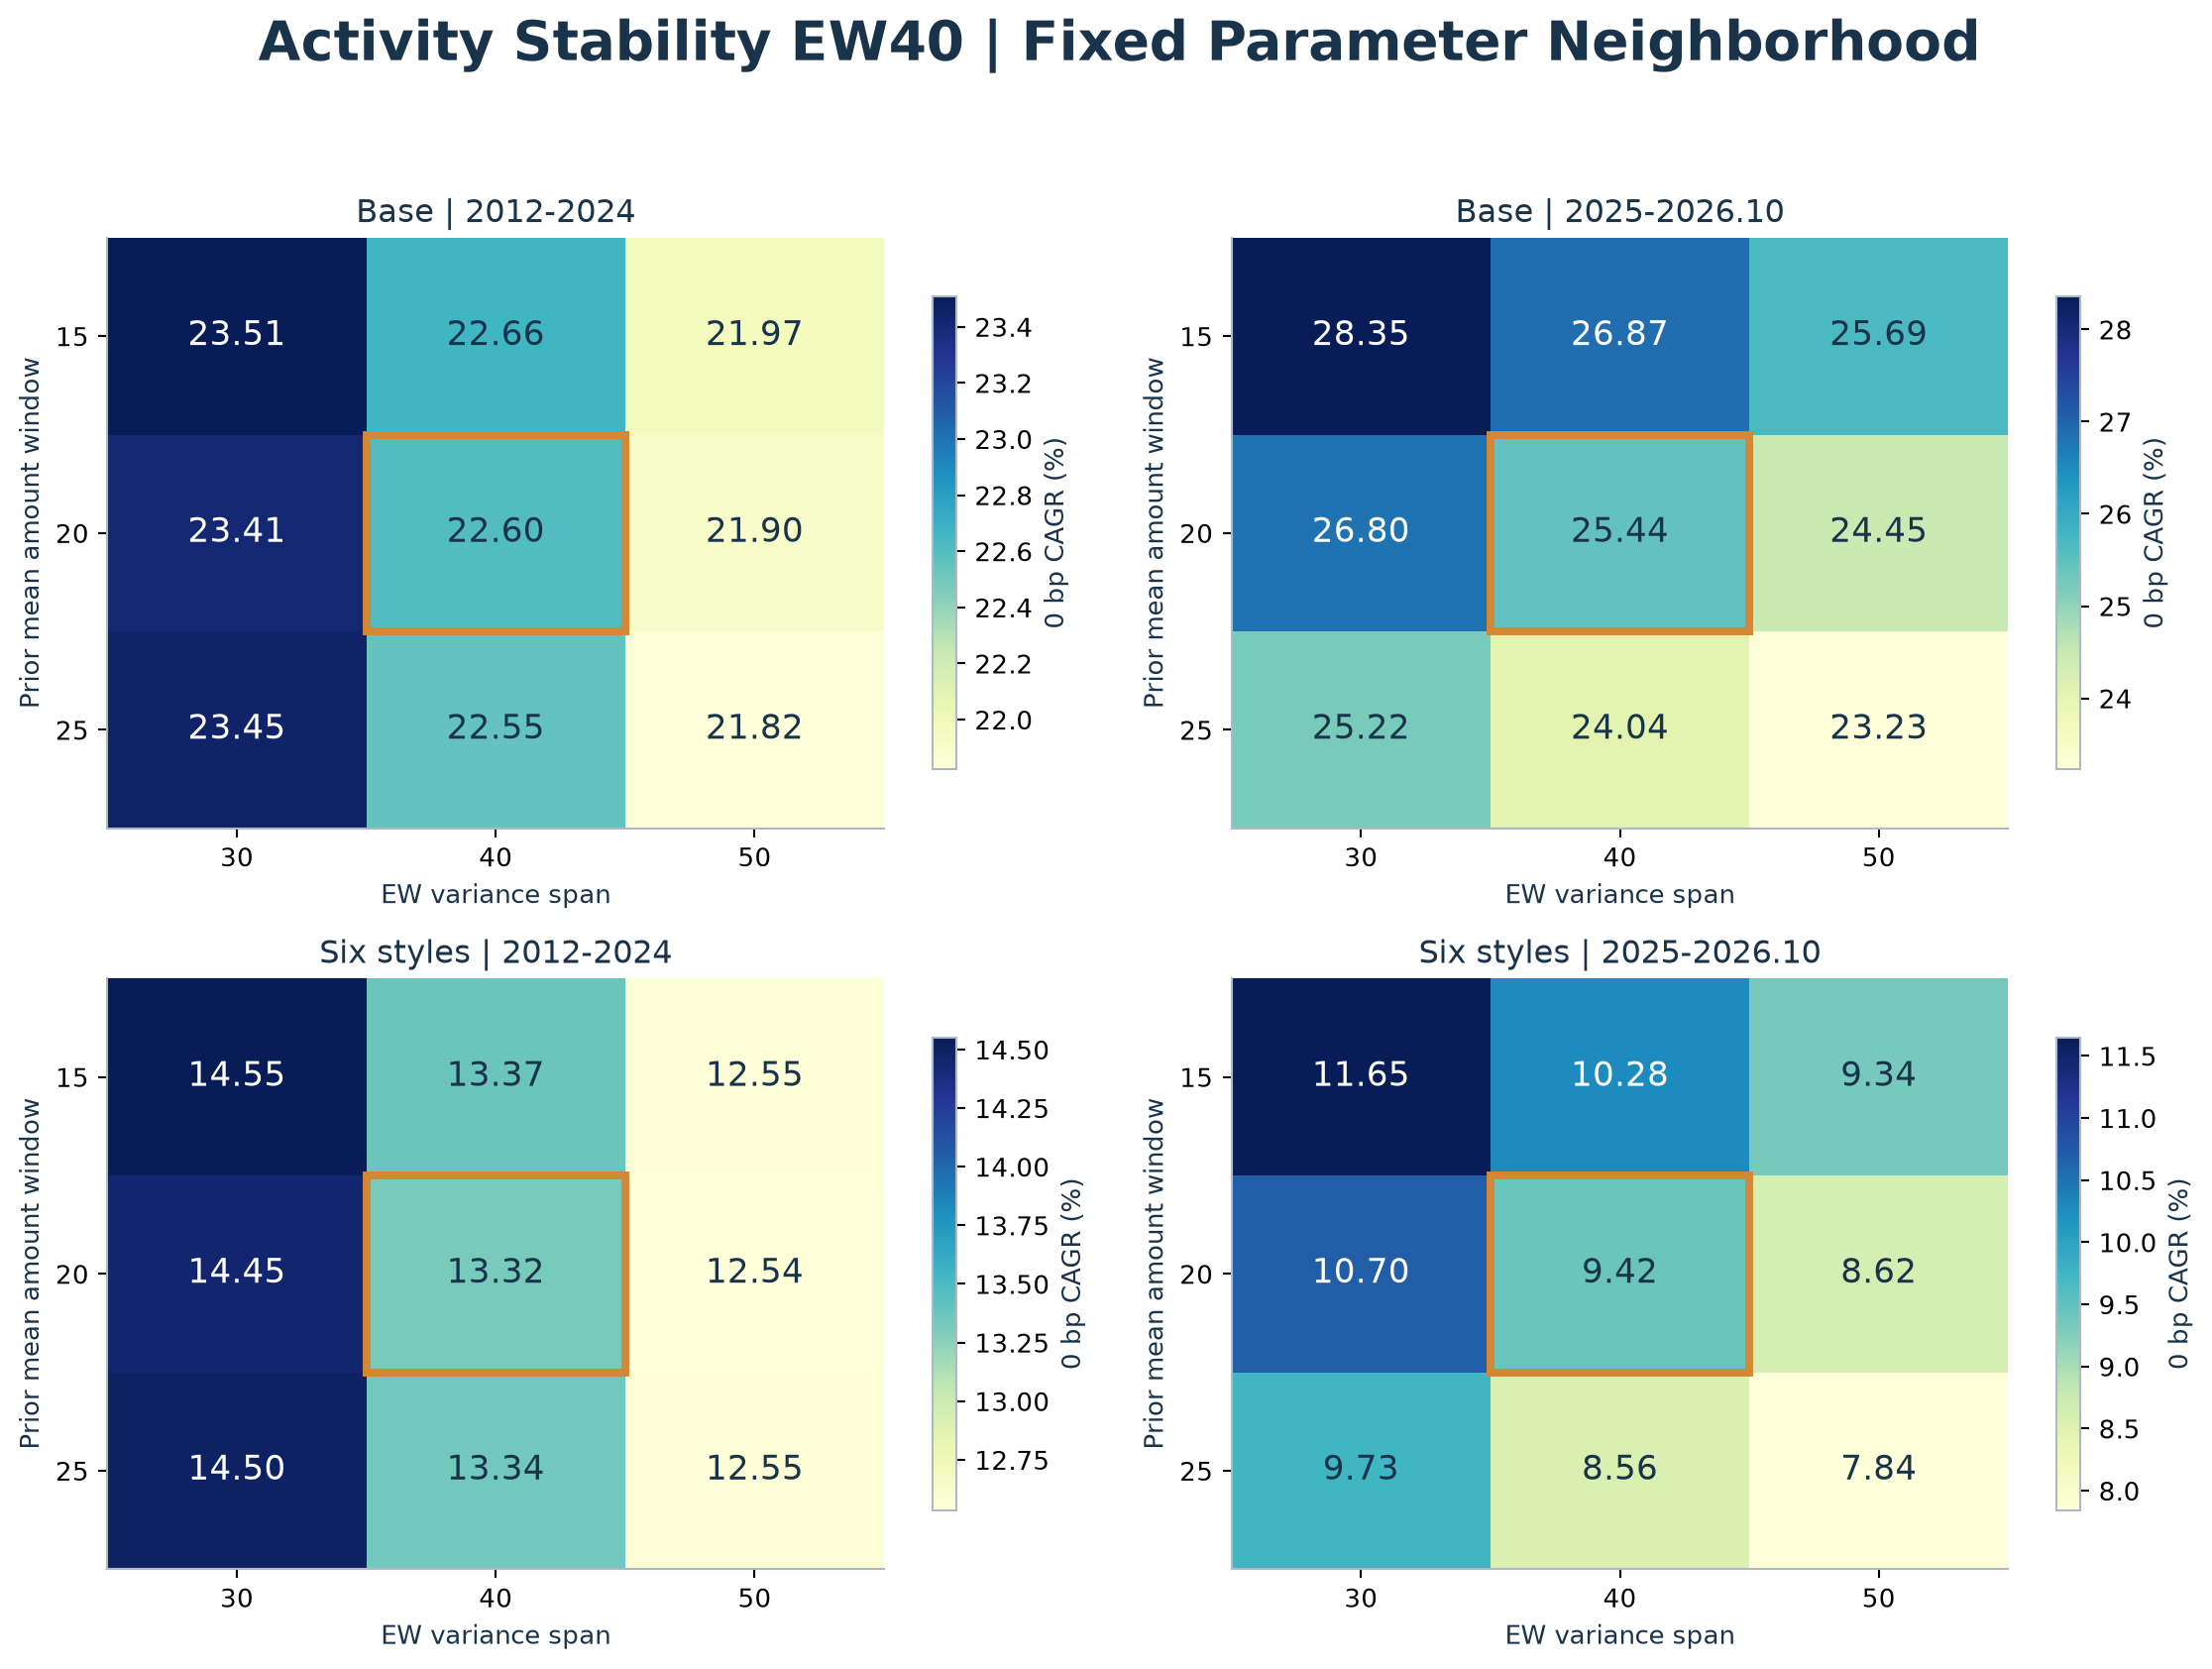 Activity Stability EW40 | Fixed Parameter Neighborhood
Base | 2012-2024
Prior mean amount window
15
20
25
23.51 22.66 21.97
23.41 22.60 21.90
23.45 22.55 21.82
30 40 50
EW variance span
23.4
23.2
23.0
22.8
22.6
22.4
22.2
22.0
0 bp CAGR (%)
Base | 2025-2026.10
Prior mean amount window
15
20
25
28.35 26.87 25.69
26.80 25.44 24.45
25.22 24.04 23.23
30 40 50
EW variance span
28
27
26
25
24
0 bp CAGR (%)
Six styles | 2012-2024
Prior mean amount window
15
20
25
14.55 13.37 12.55
14.45 13.32 12.54
14.50 13.34 12.55
30 40 50
EW variance span
14.50
14.25
14.00
13.75
13.50
13.25
13.00
12.75
0 bp CAGR (%)
Six styles | 2025-2026.10
Prior mean amount window
15
20
25
11.65 10.28 9.34
10.70 9.42 8.62
9.73 8.56 7.84
30 40 50
EW variance span
11.5
11.0
10.5
10.0
9.5
9.0
8.5
8.0
0 bp CAGR (%)